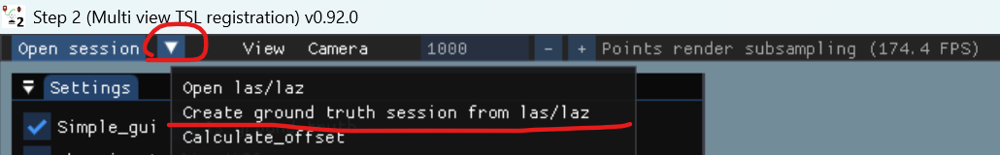 2 Step 2 (Multi view TSL registration) v0.92.0
Open session ▼ View Camera 1000 - + Points render subsampling (174.4 FPS)
▼ Settings
Open las/laz
Create ground truth session from las/laz
Simple_gui
Calculate_offset